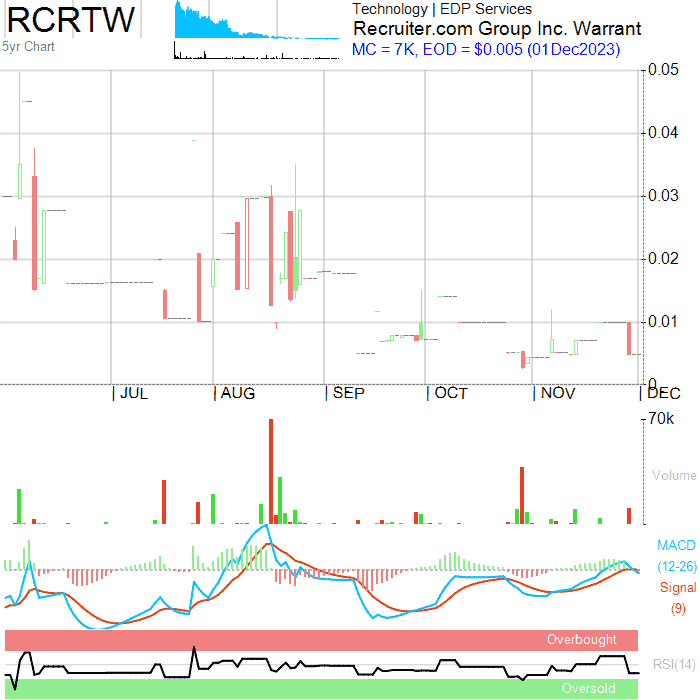 RCRTW
5yr Chart
Technology | EDP Services
Recruiter.com Group Inc. Warrant
MC = 7K, EOD = $0.005 (01Dec2023)
0.05
0.04
0.03
0.02
0.01
0
| JUL | AUG | SEP | OCT | NOV | DEC
70k
Volume
MACD
(12-26)
Signal
(9)
Overbought
RSI(14)
Oversold